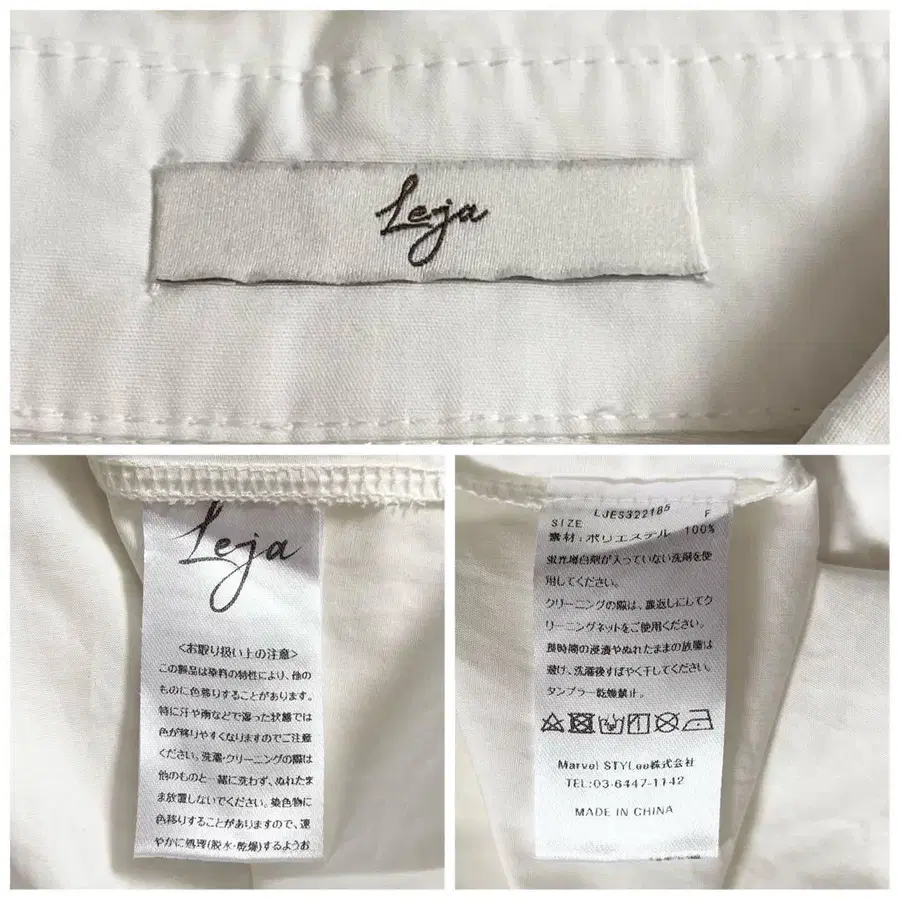 Leja
Leja
<お取り扱い上の注意>
この製品は染料の特性により、他の
ものに色移りすることがあります。
特に汗や雨などで湿った状態では
色が移りやすくなりますのでご注意
ください。洗濯・クリーニングの際は
他のものと一緒に洗わず、ぬれたま
ま放置しないでください。染色物に
色移りすることがありますので、速
やかに処理(脱水・乾燥)するようお
LJES322185
SIZE F
素材:ポリエステル 100%
蛍光増白剤が入っていない洗剤を使
用してください。
クリーニングの際は、裏返しにしてク
リーニングネットをご使用ください。
長時間の浸漬やぬれたままの放置は
避け、洗濯後すばやく干してください。
タンブラー乾燥禁止。
Marvel STYLee株式会社
TEL:03-6447-1142
MADE IN CHINA